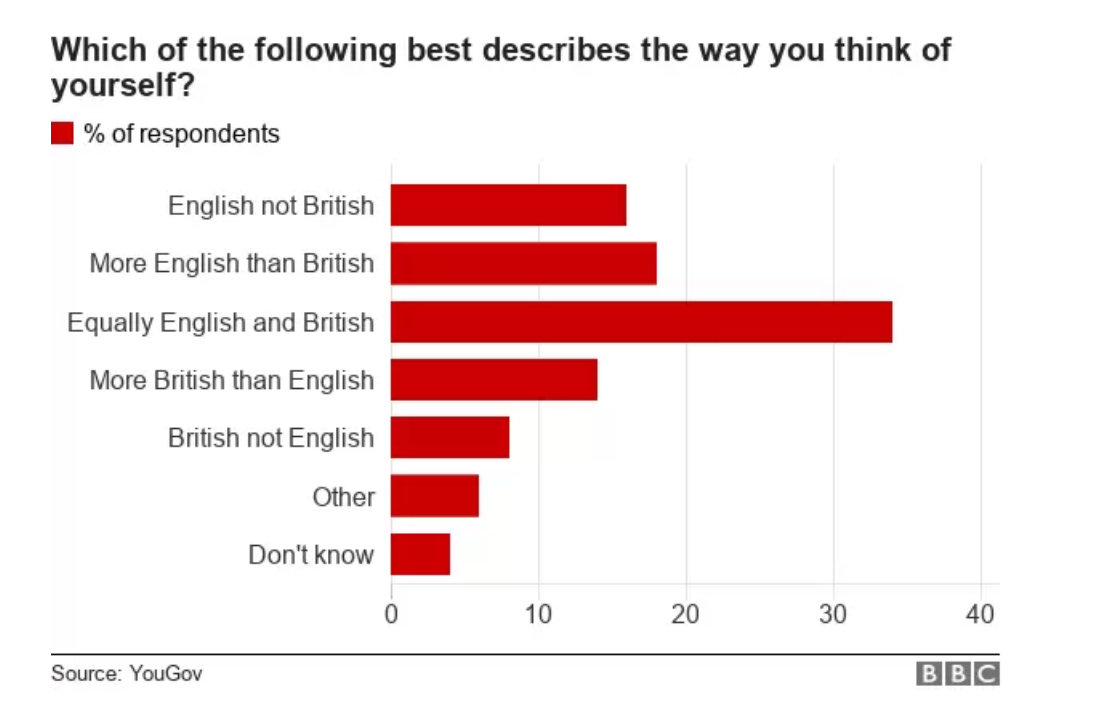 Which of the following best describes the way you think of
yourself?
% of respondents
English not British
More English than British
Equally English and British
More British than English
British not English
Other
Don't know
0 10 20 30 40
Source: YouGov BBC